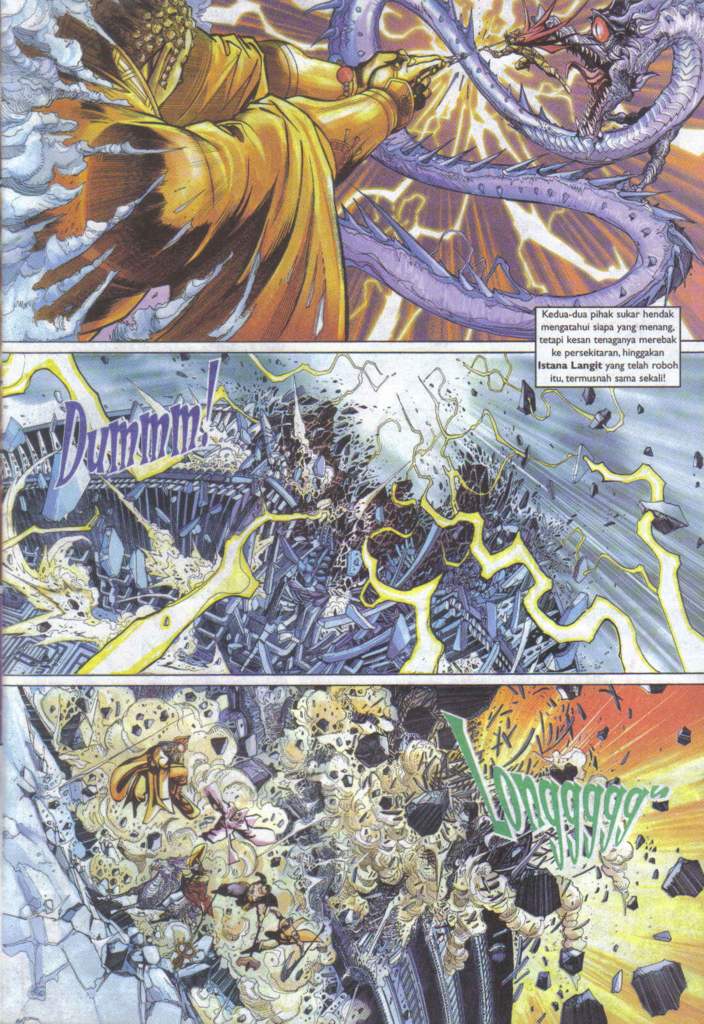 Kedua-dua pihak sukar hendak
mengatahui siapa yang menang,
tetapi kesan tenaganya merebak
ke persekitaran, hinggakan
Istana Langit yang telah roboh
itu, termusnah sama sekali!
Dummm!
Longgggg~